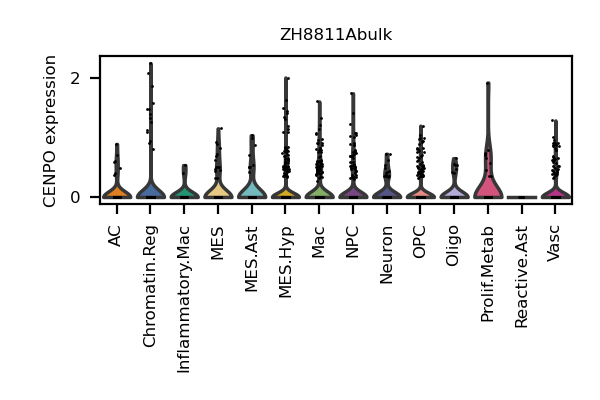 ZH8811Abulk
CENPO expression
2
0
AC
Chromatin.Reg
Inflammatory.Mac
MES
MES.Ast
MES.Hyp
Mac
NPC
Neuron
OPC
Oligo
Prolif.Metab
Reactive.Ast
Vasc